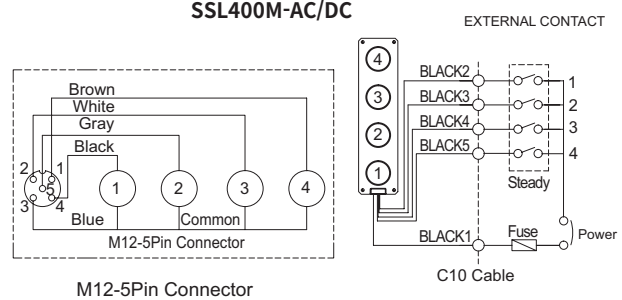 SSL400M-AC/DC
EXTERNAL CONTACT
Brown
White
Gray
Black
2 1
5
3 4
1 2 3 4
Blue Common
M12-5Pin Connector
M12-5Pin Connector
4
3
2
1
BLACK2 1
BLACK3 2
BLACK4 3
BLACK5 4
Steady
BLACK1 Fuse Power
C10 Cable